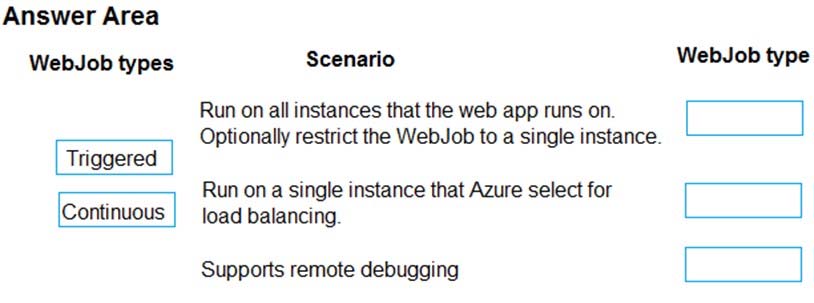 Answer Area
WebJob types
Scenario
WebJob type
Run on all instances that the web app runs on.
Optionally restrict the WebJob to a single instance.
Triggered
Run on a single instance that Azure select for
load balancing.
Continuous
Supports remote debugging